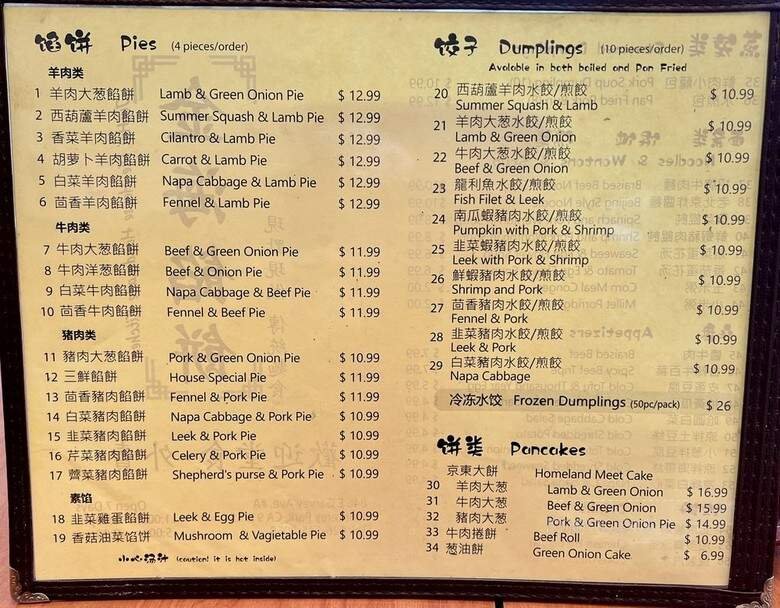 馅饼 Pies (4 pieces/order)
羊肉类
1 羊肉大葱餡餅 Lamb & Green Onion Pie $ 12.99
2 西葫蘆羊肉餡餅 Summer Squash & Lamb Pie $ 12.99
3 香菜羊肉餡餅 Cilantro & Lamb Pie $ 12.99
4 胡萝卜羊肉餡餅 Carrot & Lamb Pie $ 12.99
5 白菜羊肉餡餅 Napa Cabbage & Lamb Pie $ 12.99
6 茴香羊肉餡餅 Fennel & Lamb Pie $ 12.99
牛肉类
7 牛肉大葱餡餅 Beef & Green Onion Pie $ 11.99
8 牛肉洋葱餡餅 Beef & Onion Pie $ 11.99
9 白菜牛肉餡餅 Napa Cabbage & Beef Pie $ 11.99
10 茴香牛肉餡餅 Fennel & Beef Pie $ 11.99
豬肉类
11 豬肉大葱餡餅 Pork & Green Onion Pie $ 10.99
12 三鮮餡餅 House Special Pie $ 11.99
13 茴香豬肉餡餅 Fennel & Pork Pie $ 11.99
14 白菜豬肉餡餅 Napa Cabbage & Pork Pie $ 10.99
15 韭菜豬肉餡餅 Leek & Pork Pie $ 10.99
16 芹菜豬肉餡餅 Celery & Pork Pie $ 10.99
17 薺菜豬肉餡餅 Shepherd's purse & Pork Pie $ 10.99
素馅
18 韭菜雞蛋餡餅 Leek & Egg Pie $ 10.99
19 香菇油菜馅饼 Mushroom & Vagietable Pie $ 10.99
小心汤汁 (caution! it is hot inside)
饺子 Dumplings (10 pieces/order)
Avalable in both boiled and Pan Fried
20 西葫蘆羊肉水餃/煎餃 $ 10.99
Summer Squash & Lamb
21 羊肉大葱水餃/煎餃 $ 10.99
Lamb & Green Onion
22 牛肉大葱水餃/煎餃 $ 10.99
Beef & Green Onion
23 龍利魚水餃/煎餃 $ 10.99
Fish Filet & Leek
24 南瓜蝦豬肉水餃/煎餃 $ 10.99
Pumpkin with Pork & Shrimp
25 韭菜蝦豬肉水餃/煎餃 $ 10.99
Leek with Pork & Shrimp
26 鮮蝦豬肉水餃/煎餃 $ 10.99
Shrimp and Pork
27 茴香豬肉水餃/煎餃 $ 10.99
Fennel & Pork
28 韭菜豬肉水餃/煎餃 $ 10.99
Leek & Pork
29 白菜豬肉水餃/煎餃 $ 10.99
Napa Cabbage
冷冻水饺 Frozen Dumplings (50pc/pack) $ 26
饼类 Pancakes
京東大餅 Homeland Meet Cake
30 羊肉大葱 Lamb & Green Onion $ 16.99
31 牛肉大葱 Beef & Green Onion $ 15.99
32 豬肉大葱 Pork & Green Onion Pie $ 14.99
33 牛肉捲餅 Beef Roll $ 10.99
34 葱油餅 Green Onion Cake $ 6.99